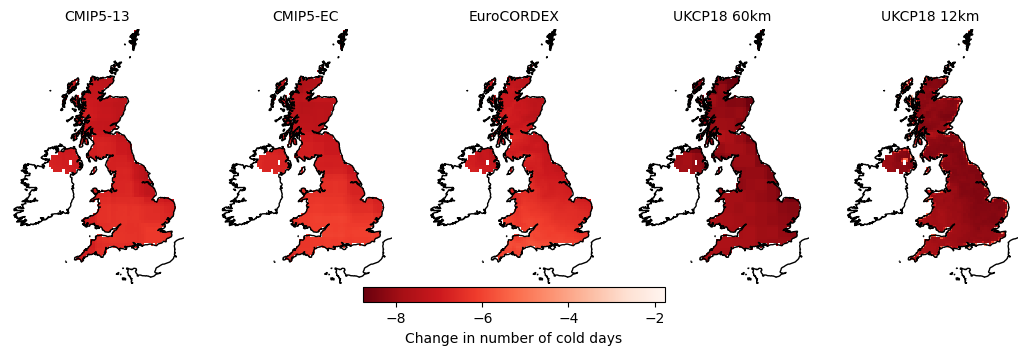 CMIP5-13 CMIP5-EC EuroCORDEX UKCP18 60km UKCP18 12km
−8 −6 −4 −2
Change in number of cold days